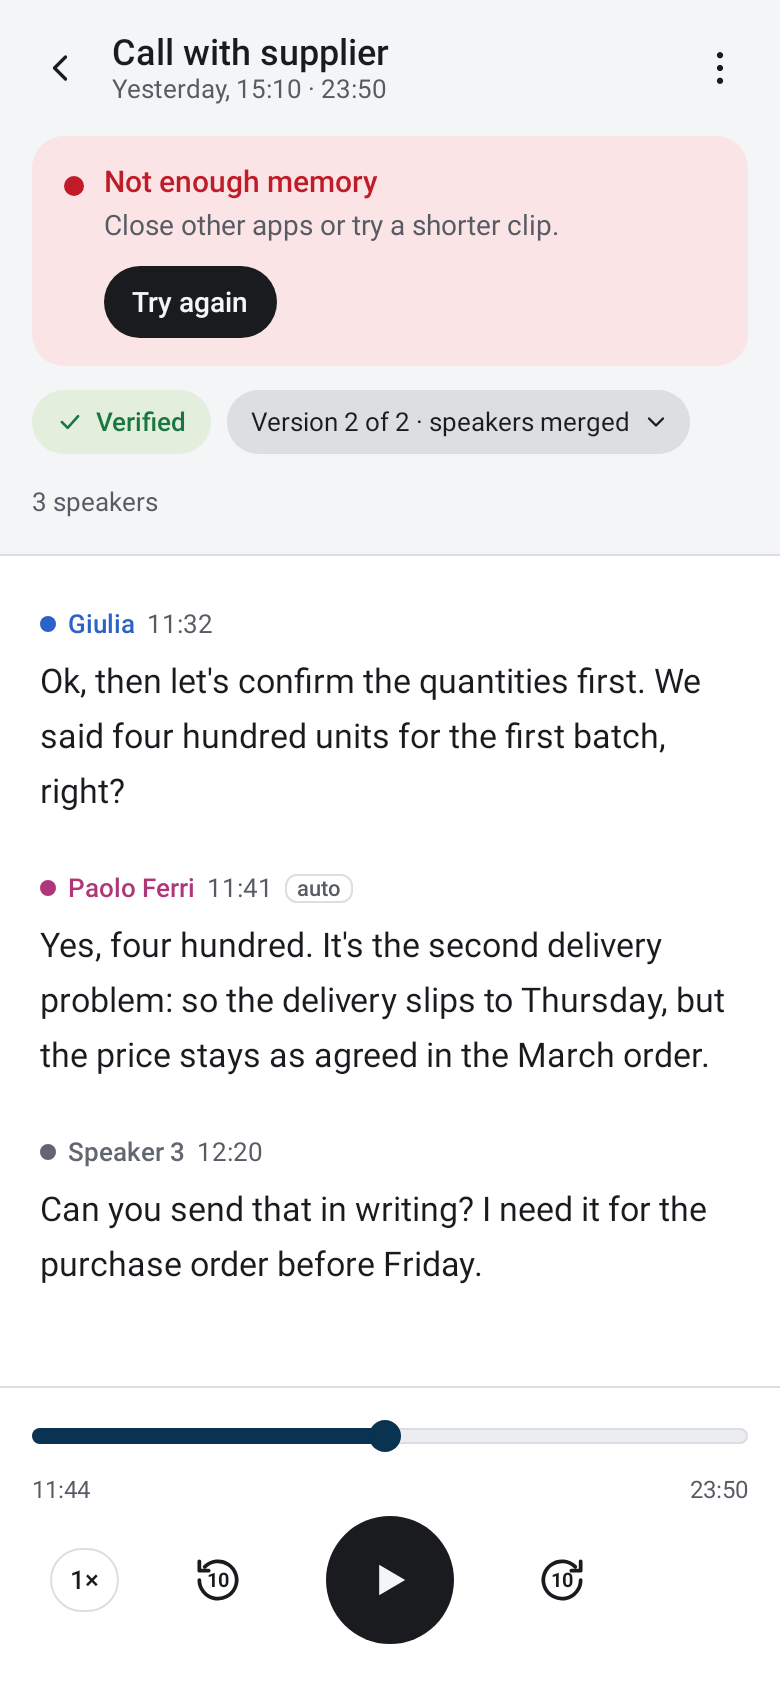 Call with supplier
Yesterday, 15:10 · 23:50
Not enough memory
Close other apps or try a shorter clip.
Try again
Verified
Version 2 of 2 · speakers merged
3 speakers
Giulia 11:32
Ok, then let's confirm the quantities first. We
said four hundred units for the first batch,
right?
Paolo Ferri 11:41 auto
Yes, four hundred. It's the second delivery
problem: so the delivery slips to Thursday, but
the price stays as agreed in the March order.
Speaker 3 12:20
Can you send that in writing? I need it for the
purchase order before Friday.
11:44 23:50
1× 10 10